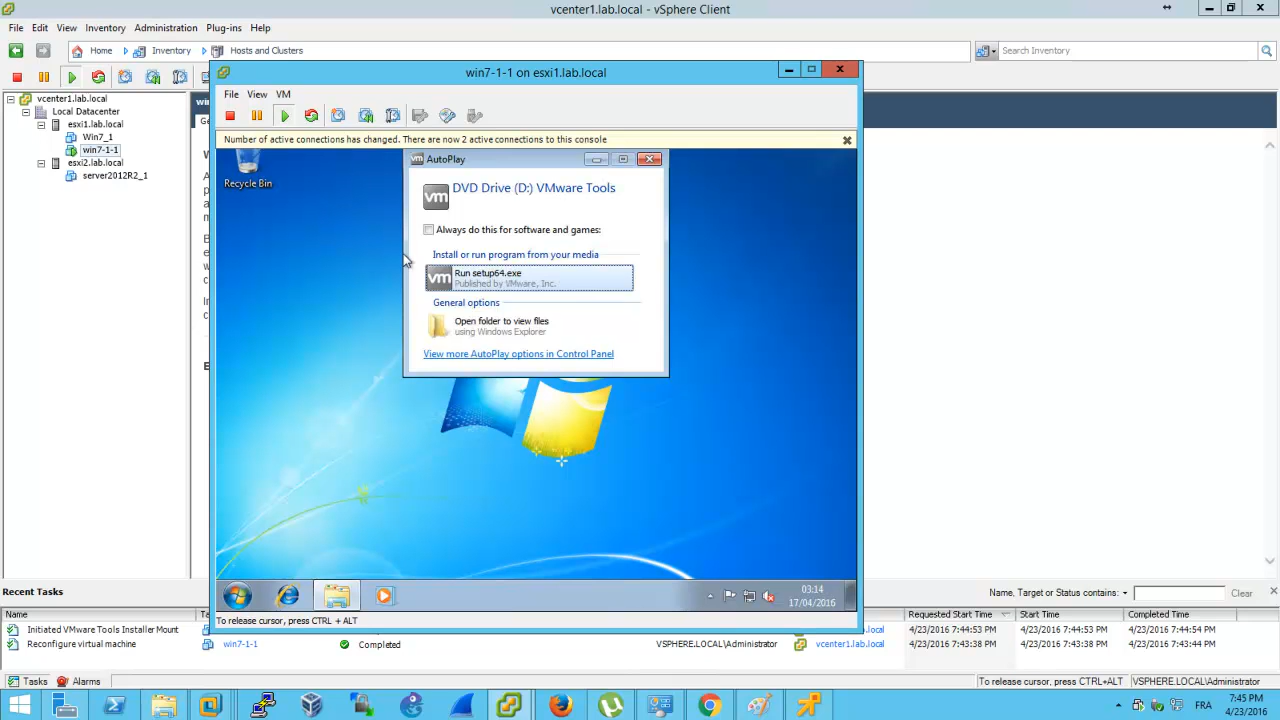 vcenter1.lab.local - vSphere Client
File Edit View Inventory Administration Plug-ins Help
Home Inventory Hosts and Clusters
Search Inventory
vcenter1.lab.local
Local Datacenter
esxi1.lab.local
Win7_1
win7-1-1
esxi2.lab.local
server2012R2_1
win7-1-1 on esxi1.lab.local
File View VM
Number of active connections has changed. There are now 2 active connections to this console
Recycle Bin
AutoPlay
DVD Drive (D:) VMware Tools
Always do this for software and games:
Install or run program from your media
Run setup64.exe
Published by VMware, Inc.
General options
Open folder to view files
using Windows Explorer
View more AutoPlay options in Control Panel
03:14
17/04/2016
To release cursor, press CTRL + ALT
Recent Tasks
Name, Target or Status contains:
Clear
Name
Requested Start Time
Start Time
Completed Time
Initiated VMware Tools Installer Mount
4/23/2016 7:44:53 PM
4/23/2016 7:44:53 PM
4/23/2016 7:44:54 PM
Reconfigure virtual machine
win7-1-1
Completed
VSPHERE.LOCAL\Administrator
vcenter1.lab.local
4/23/2016 7:43:38 PM
4/23/2016 7:43:38 PM
4/23/2016 7:43:44 PM
Tasks Alarms
To release cursor, press CTRL+ALT
VSPHERE.LOCAL\Administrator
FRA
7:45 PM
4/23/2016